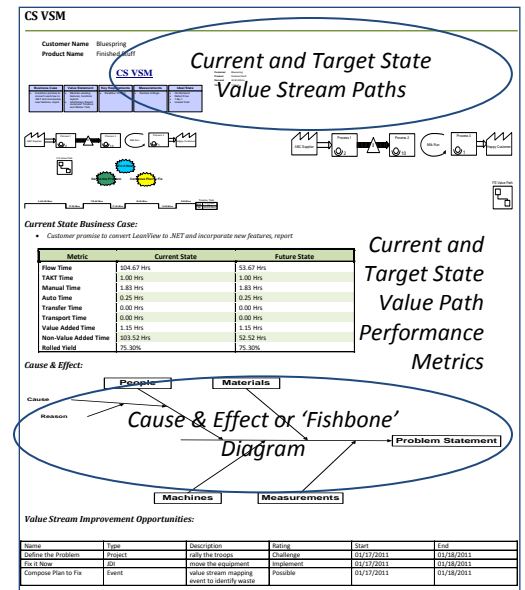 CS VSM
Customer Name Bluespring
Product Name Finished Stuff
Current and Target State
Value Stream Paths
CS VSM
Business Case Value Statement Key Requirements Measurements Ideal State
Current State Business Case:
• Customer promise to convert LeanView to .NET and incorporate new features, report
Metric Current State Future State
Flow Time 104.67 Hrs 53.67 Hrs
TAKT Time 1.00 Hrs 1.00 Hrs
Manual Time 1.83 Hrs 1.83 Hrs
Auto Time 0.25 Hrs 0.25 Hrs
Transfer Time 0.00 Hrs 0.00 Hrs
Transport Time 0.00 Hrs 0.00 Hrs
Value Added Time 1.15 Hrs 1.15 Hrs
Non-Value Added Time 103.52 Hrs 52.52 Hrs
Rolled Yield 75.30% 75.30%
Current and
Target State
Value Path
Performance
Metrics
Cause & Effect:
People Materials
Cause
Reason
Cause & Effect or 'Fishbone'
Diagram
Problem Statement
Machines Measurements
Value Stream Improvement Opportunities:
Name Type Description Rating Start End
Define the Problem Project rally the troops Challenge 01/17/2011 01/18/2011
Fix it Now JDI move the equipment Implement 01/17/2011 01/18/2011
Compose Plan to Fix Event value stream mapping Possible 01/17/2011 01/18/2011
event to identify waste